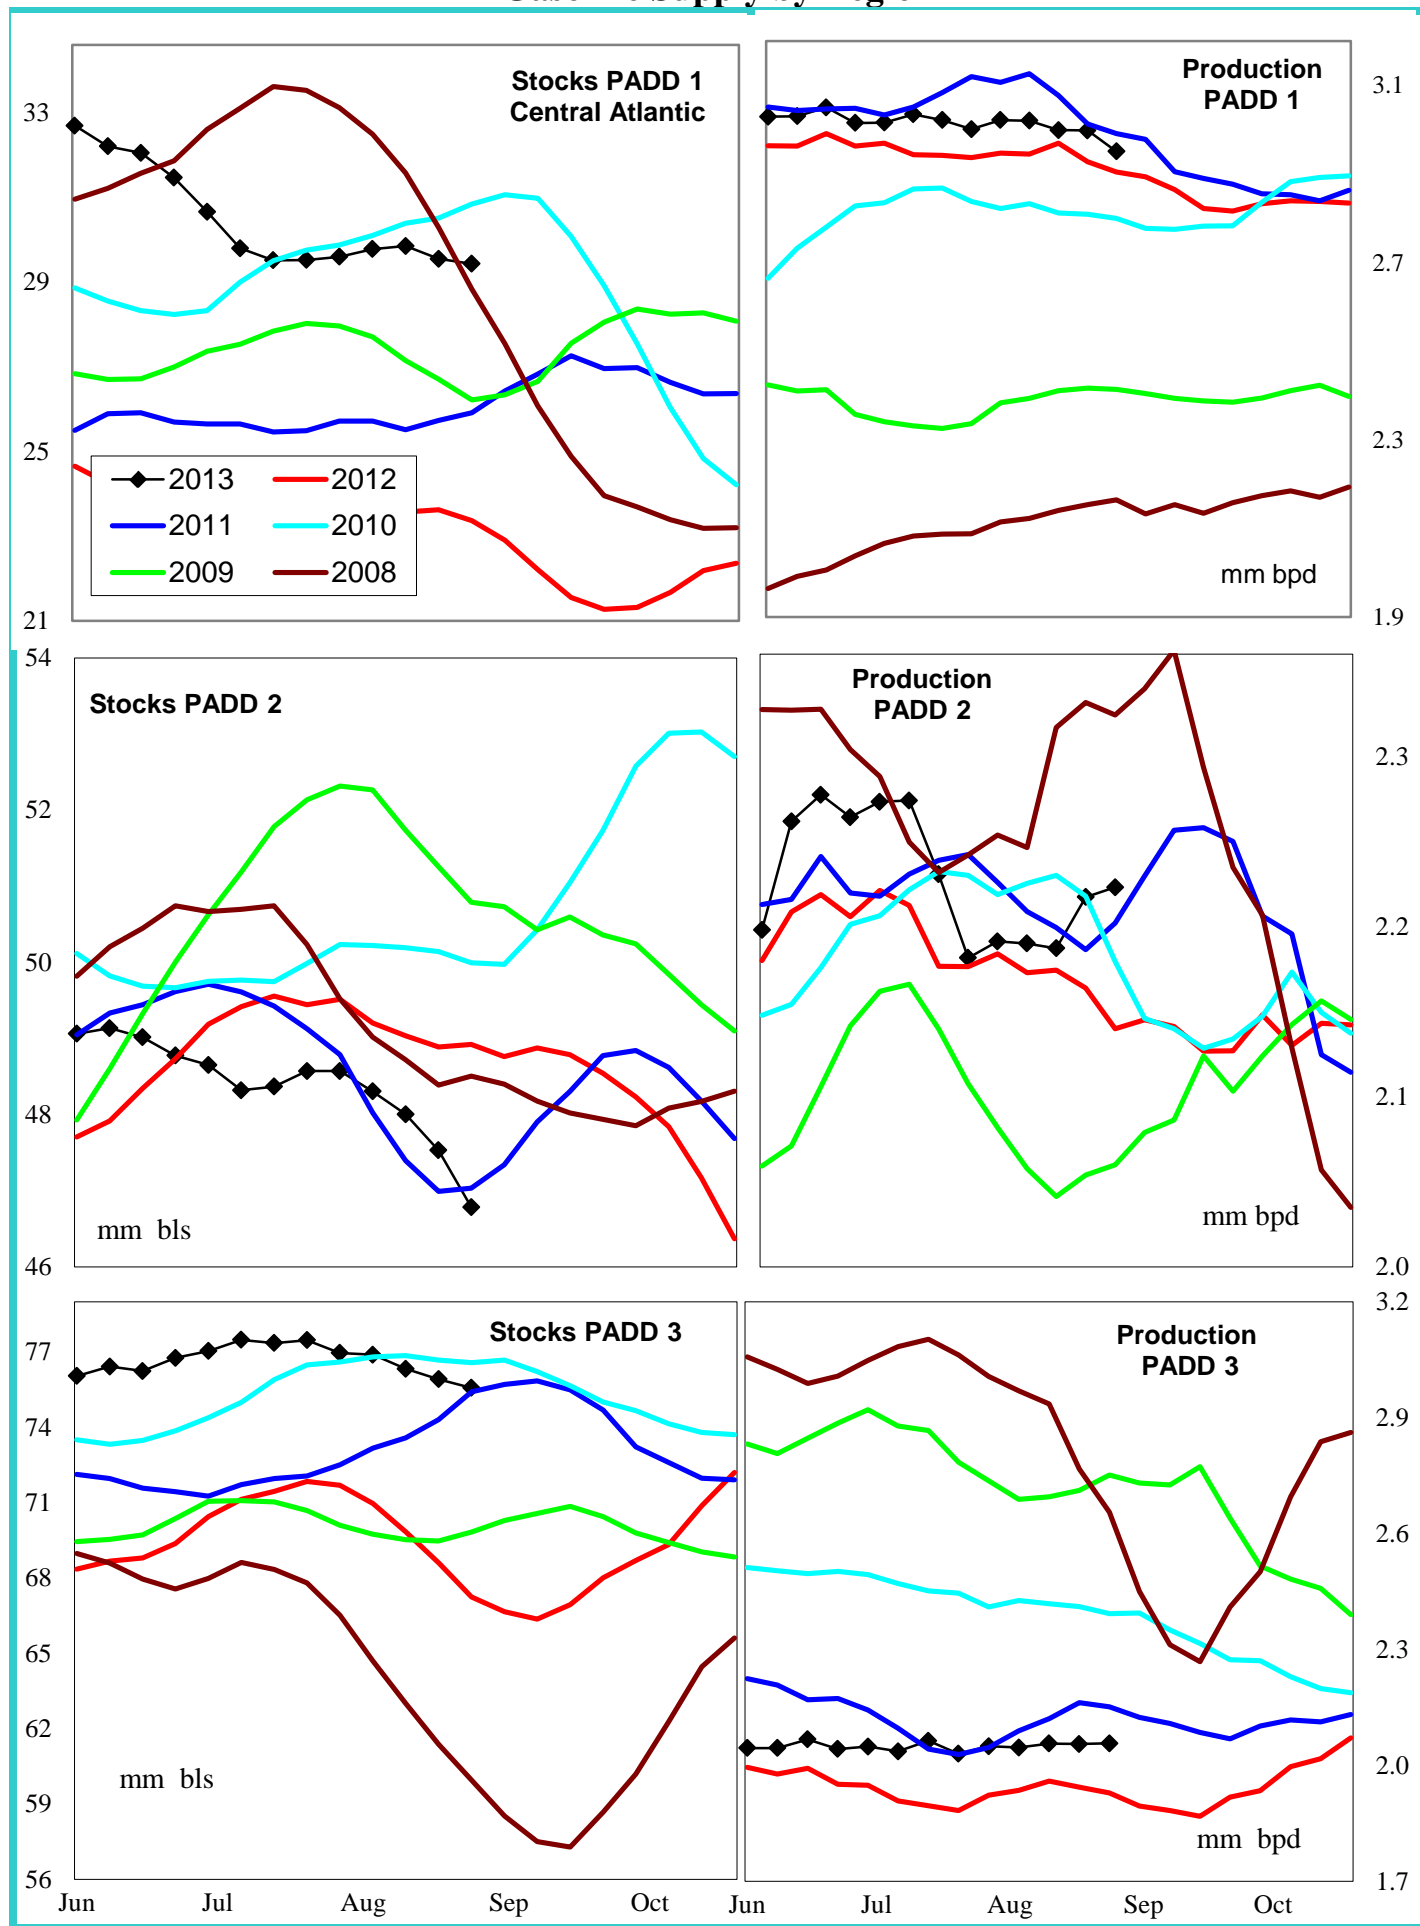 Stocks PADD 1
Central Atlantic
33
29
25
21
2013
2012
2011
2010
2009
2008
Production
PADD 1
3.1
2.7
2.3
1.9
mm bpd
54
52
50
48
46
Stocks PADD 2
mm bls
Production
PADD 2
2.3
2.2
2.1
2.0
mm bpd
Stocks PADD 3
77
74
71
68
65
62
59
56
mm bls
Jun Jul Aug Sep Oct
Production
PADD 3
3.2
2.9
2.6
2.3
2.0
1.7
mm bpd
Jun Jul Aug Sep Oct